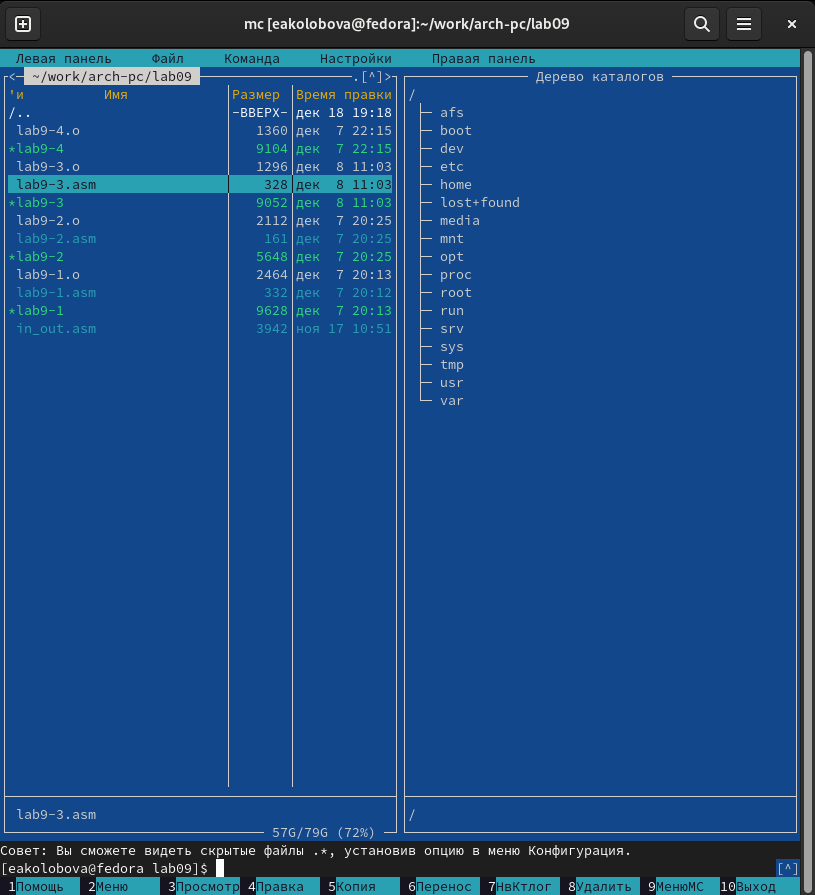 mc [eakolobova@fedora]:~/work/arch-pc/lab09
Левая панель Файл Команда Настройки Правая панель
<─ ~/work/arch-pc/lab09 .[^]> Дерево каталогов
'и Имя Размер Время правки /
/.. -ВВЕРХ- дек 18 19:18 afs
lab9-4.o 1360 дек 7 22:15 boot
*lab9-4 9104 дек 7 22:15 dev
lab9-3.o 1296 дек 8 11:03 etc
lab9-3.asm 328 дек 8 11:03 home
*lab9-3 9052 дек 8 11:03 lost+found
lab9-2.o 2112 дек 7 20:25 media
lab9-2.asm 161 дек 7 20:25 mnt
*lab9-2 5648 дек 7 20:25 opt
lab9-1.o 2464 дек 7 20:13 proc
lab9-1.asm 332 дек 7 20:12 root
*lab9-1 9628 дек 7 20:13 run
in_out.asm 3942 ноя 17 10:51 srv
sys
tmp
usr
var
lab9-3.asm /
57G/79G (72%)
Совет: Вы сможете видеть скрытые файлы .*, установив опцию в меню Конфигурация.
[eakolobova@fedora lab09]$ [^]
1Помощь 2Меню 3Просмотр 4Правка 5Копия 6Перенос 7НвКтлог 8Удалить 9МенюМС 10Выход